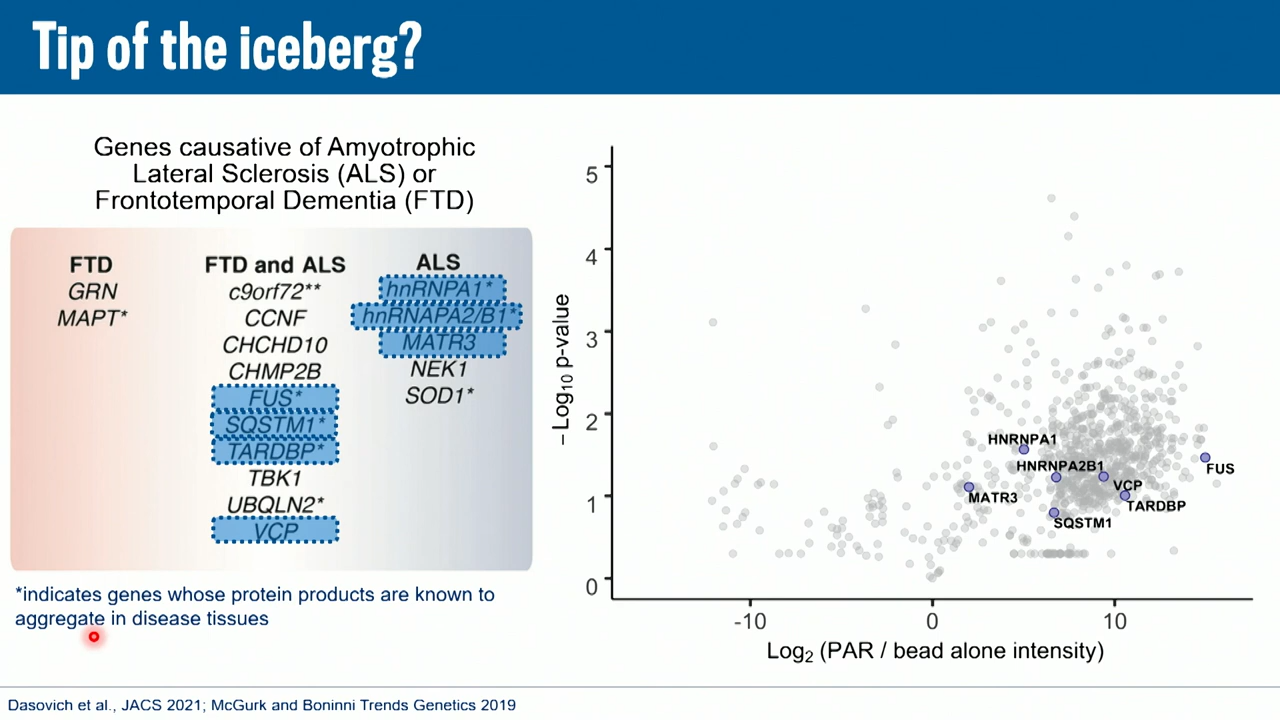 Tip of the iceberg?
Genes causative of Amyotrophic
Lateral Sclerosis (ALS) or
Frontotemporal Dementia (FTD)
FTD
GRN
MAPT*
FTD and ALS
c9orf72**
CCNF
CHCHD10
CHMP2B
FUS*
SQSTM1*
TARDBP*
TBK1
UBQLN2*
VCP
ALS
hnRNPA1*
hnRNAPA2/B1*
MATR3
NEK1
SOD1*
*indicates genes whose protein products are known to
aggregate in disease tissues
−Log10 p-value
5
4
3
2
1
0
HNRNPA1
HNRNPA2B1
MATR3
VCP
TARDBP
SQSTM1
FUS
-10
0
10
Log2 (PAR / bead alone intensity)
Dasovich et al., JACS 2021; McGurk and Boninni Trends Genetics 2019